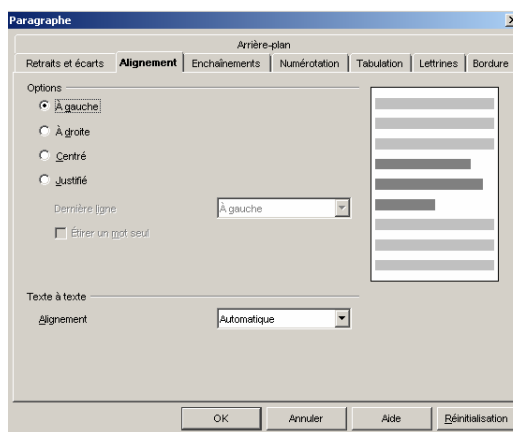 Paragraphe
Arrière-plan
Retraits et écarts Alignement Enchaînements Numérotation Tabulation Lettrines Bordure
Options
À gauche
À droite
Centré
Justifié
Dernière ligne À gauche
Étirer un mot seul
Texte à texte
Alignement Automatique
OK Annuler Aide Réinitialisation